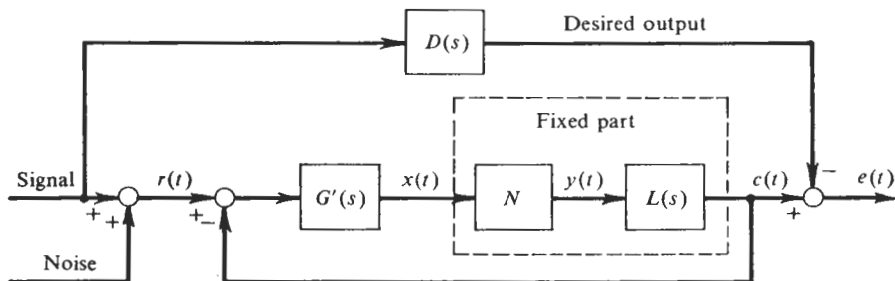 Desired output
D(s)
Fixed part
Signal
r(t)
x(t)
y(t)
c(t)
e(t)
−
+
+
+
−
G′(s)
N
L(s)
+
Noise